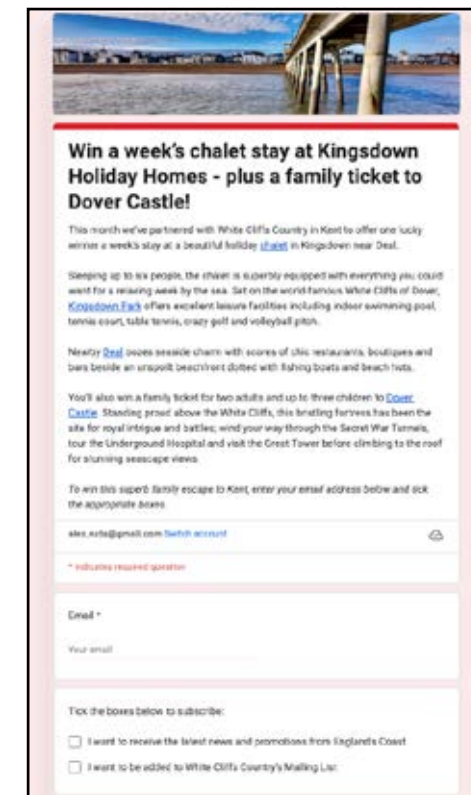 Win a week's chalet stay at Kingsdown
Holiday Homes - plus a family ticket to
Dover Castle!
This month we've partnered with White Cliffs Country in Kent to offer one lucky
winner a week's stay at a beautiful holiday chalet in Kingsdown near Deal.
Sleeping up to six people, the chalet is superbly equipped with everything you could
want for a relaxing week by the sea. Set on the world-famous White Cliffs of Dover,
Kingsdown Park offers excellent leisure facilities including indoor swimming pool,
tennis court, table tennis, crazy golf and volleyball pitch.
Nearby Deal oozes seaside charm with scores of chic restaurants, boutiques and
bars beside an unspoilt beachfront dotted with fishing boats and beach huts.
You'll also win a family ticket for two adults and up to three children to Dover
Castle. Standing proud above the White Cliffs, this bristling fortress has been the
site for royal intrigue and battles; wind your way through the Secret War Tunnels,
tour the Underground Hospital and visit the Great Tower before climbing to the roof
for stunning seascape views.
To win this superb family escape to Kent, enter your email address below and tick
the appropriate boxes.
Switch account
* Indicates required question
Email *
Your email
Tick the boxes below to subscribe:
I want to receive the latest news and promotions from England's Coast
I want to be added to White Cliffs Country's Mailing List